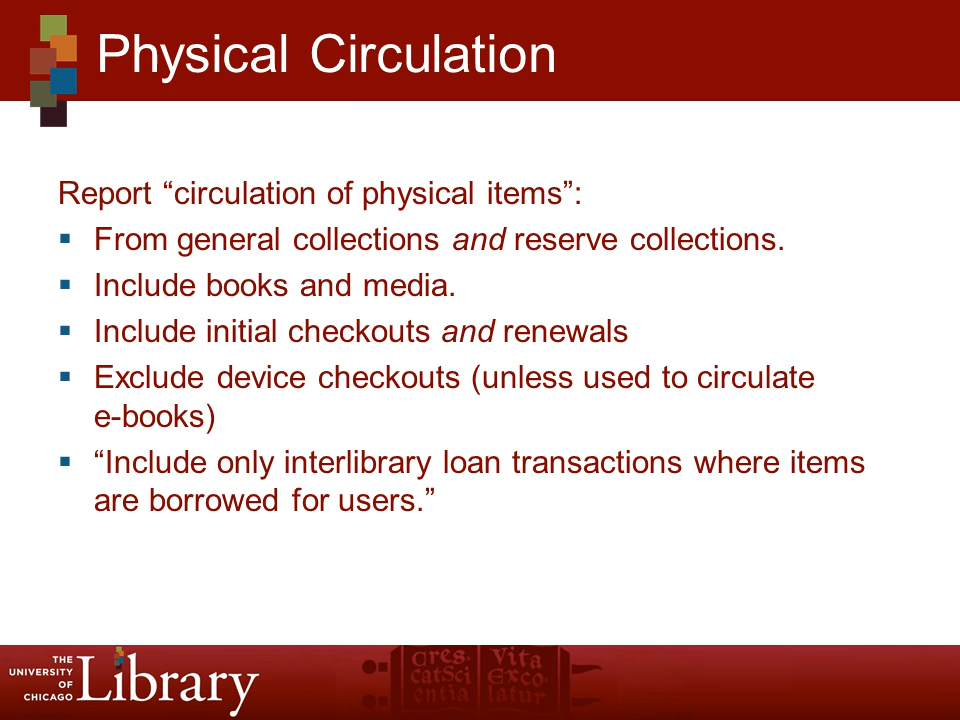 Physical Circulation
Report “circulation of physical items”:
From general collections and reserve collections.
Include books and media.
Include initial checkouts and renewals
Exclude device checkouts (unless used to circulate
e-books)
“Include only interlibrary loan transactions where items
are borrowed for users.”
THE
UNIVERSITY
OF
CHICAGO
Library
Cres.
catSci
entia
Vita
Exco
latur